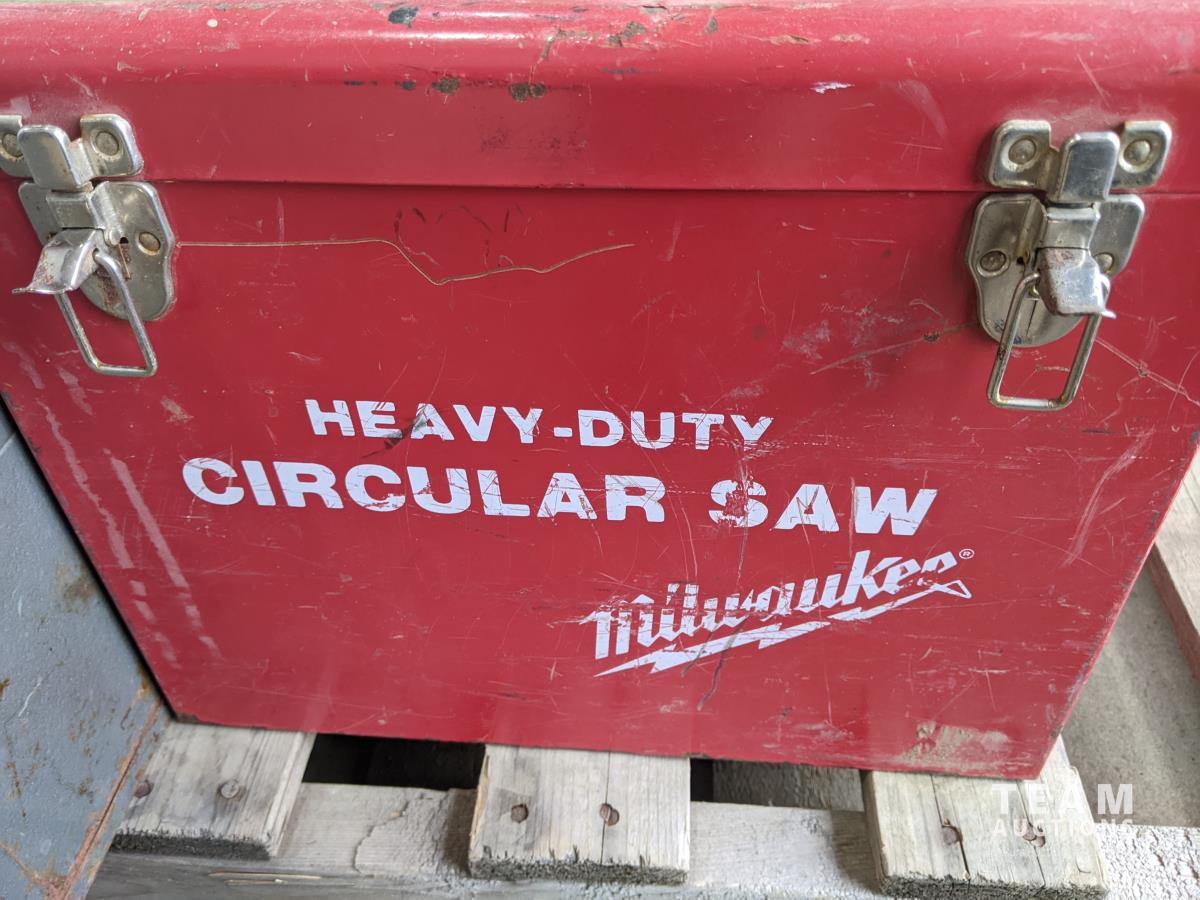 HEAVY-DUTY
CIRCULAR SAW
Milwaukee®
TEAM
AUCTIONS